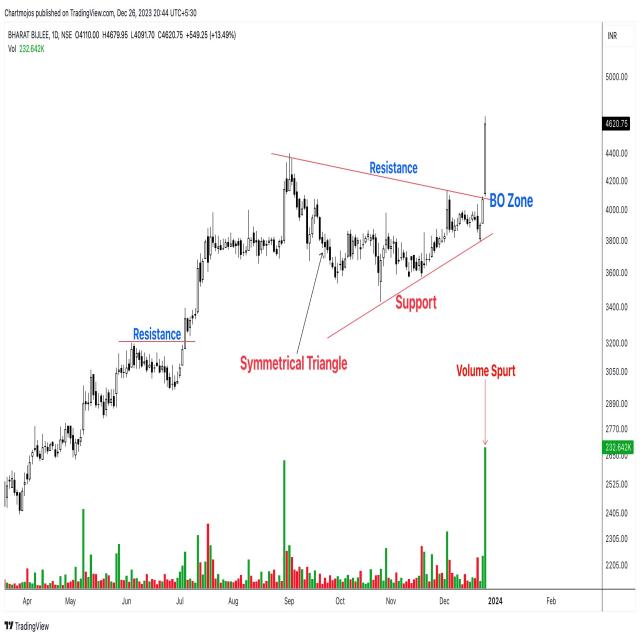 Chartmojos published on TradingView.com, Dec 26, 2023 20:44 UTC+5:30
BHARAT BIJLEE, 1D, NSE O4110.00 H4679.95 L4091.70 C4620.75 +549.25 (+13.49%)
INR
Vol 232.642K
5000.00
4620.75
4400.00
Resistance
4200.00
BO Zone
4000.00
3800.00
3600.00
Support
3400.00
Resistance
3200.00
Symmetrical Triangle
3050.00
Volume Spurt
2890.00
2770.00
232.642K
2650.00
2525.00
2405.00
2305.00
2205.00
Apr May Jun Jul Aug Sep Oct Nov Dec 2024 Feb
TradingView